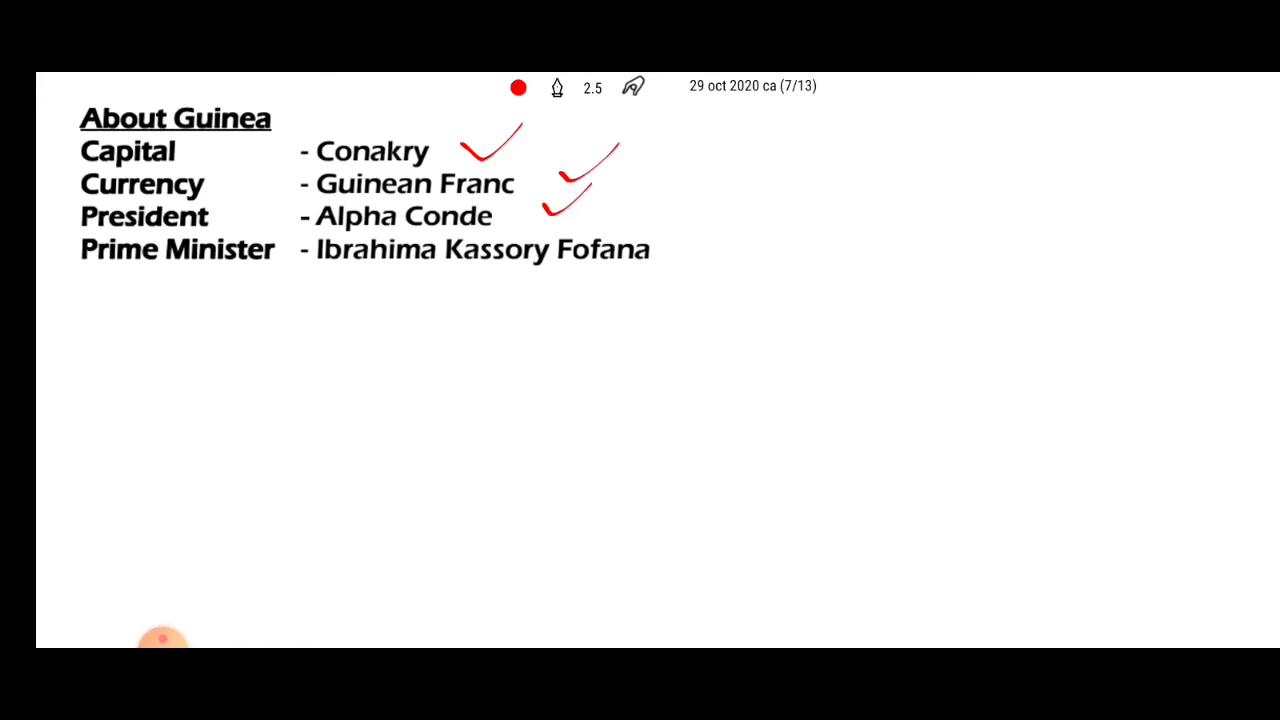 2.5 29 oct 2020 ca (7/13)
About Guinea
Capital - Conakry
Currency - Guinean Franc
President - Alpha Conde
Prime Minister - Ibrahima Kassory Fofana